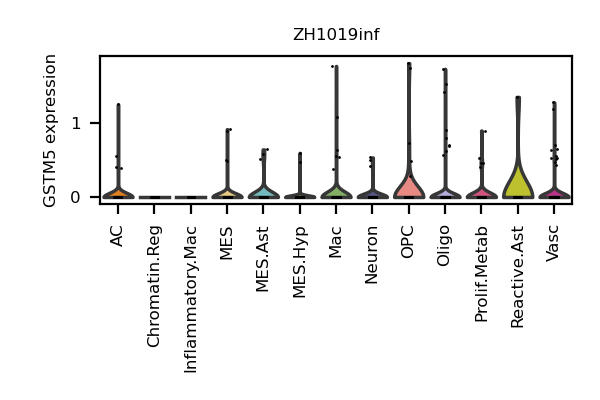 ZH1019inf
GSTM5 expression
1
0
AC
Chromatin.Reg
Inflammatory.Mac
MES
MES.Ast
MES.Hyp
Mac
Neuron
OPC
Oligo
Prolif.Metab
Reactive.Ast
Vasc